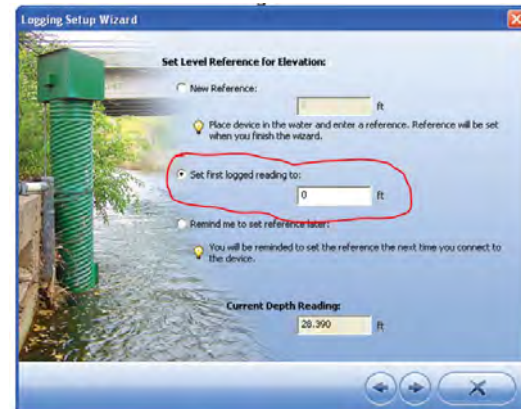 Logging Setup Wizard
Set Level Reference for Elevation:
New Reference:
ft
Place device in the water and enter a reference. Reference will be set
when you finish the wizard.
Set first logged reading to:
0 ft
Remind me to set reference later:
You will be reminded to set the reference the next time you connect to
the device.
Current Depth Reading:
28.390 ft